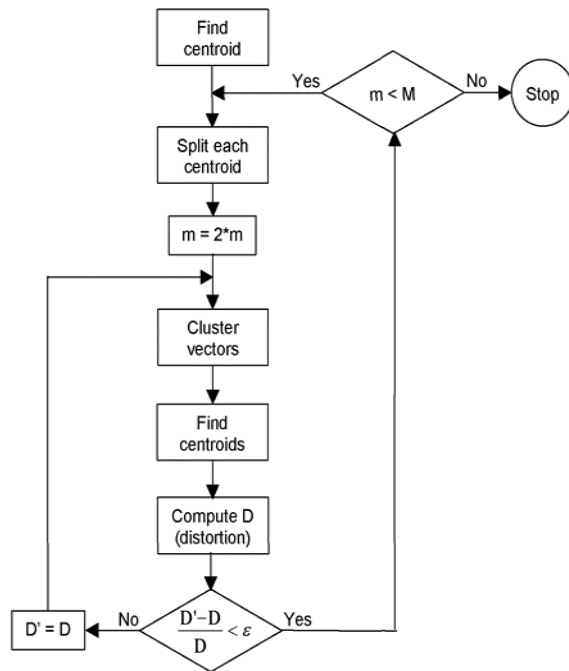 Find
centroid
Yes
m < M
No
Stop
Split each
centroid
m = 2*m
Cluster
vectors
Find
centroids
Compute D
(distortion)
D' = D
No
D'−D
D
< ε
Yes